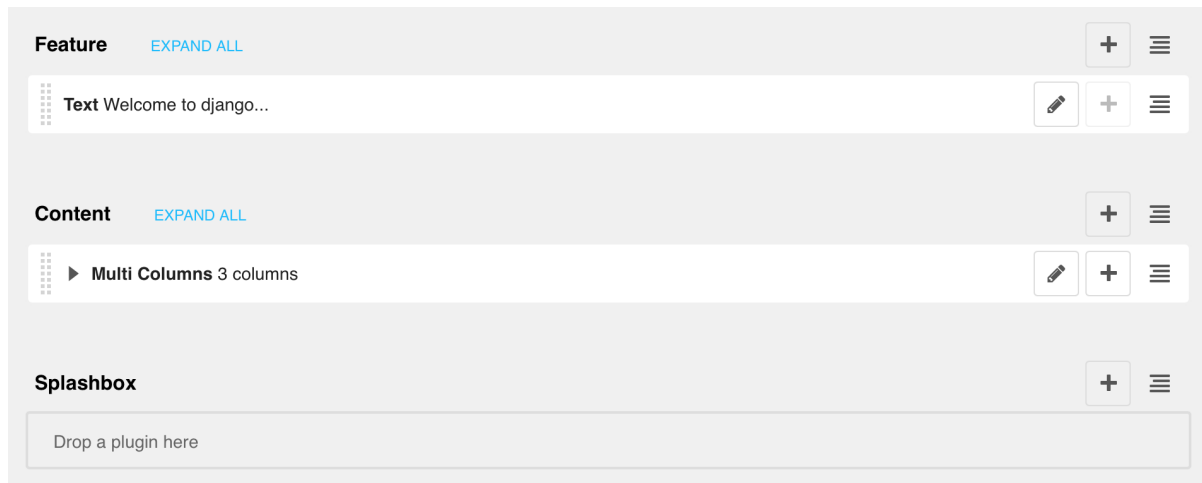 Feature EXPAND ALL
Text Welcome to django...
Content EXPAND ALL
Multi Columns 3 columns
Splashbox
Drop a plugin here